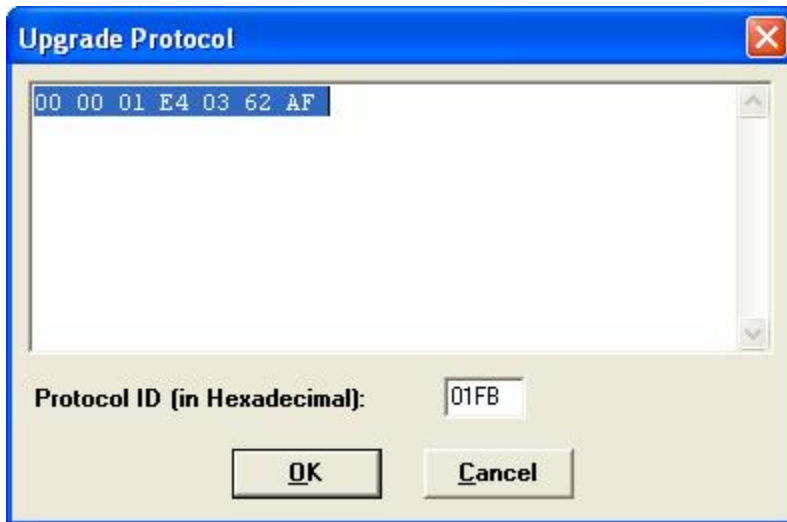 Upgrade Protocol
00 00 01 E4 03 62 AF
Protocol ID (in Hexadecimal): 01FB
OK Cancel